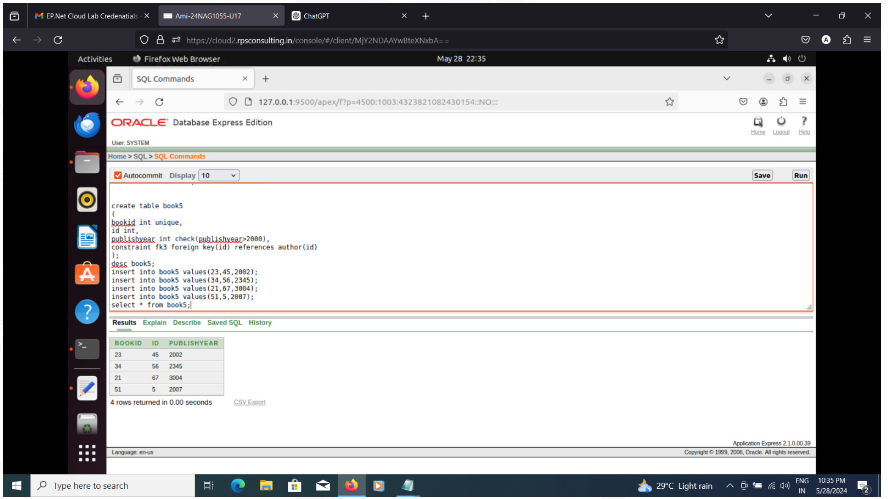 EP.Net Cloud Lab Credenatials -
Ami-24NAG1055-U17
ChatGPT
https://cloud2.rpsconsulting.in/console/#/client/MjY2NDAAYwBteXNxbA==
Activities
Firefox Web Browser
May 28 22:35
SQL Commands
127.0.0.1:9500/apex/f?p=4500:1003:4323821082430154::NO:::
ORACLE Database Express Edition
Home Logout Help
User: SYSTEM
Home > SQL > SQL Commands
Autocommit Display 10
Save Run
create table book5
(
bookid int unique,
id int,
publishyear int check(publishyear>2000),
constraint fk3 foreign key(id) references author(id)
);
desc book5;
insert into book5 values(23,45,2002);
insert into book5 values(34,56,2345);
insert into book5 values(21,67,3004);
insert into book5 values(51,5,2007);
select * from book5;
Results Explain Describe Saved SQL History
BOOKID ID PUBLISHYEAR
23 45 2002
34 56 2345
21 67 3004
51 5 2007
4 rows returned in 0.00 seconds CSV Export
Application Express 2.1.0.00.39
Language: en-us
Copyright © 1999, 2006, Oracle. All rights reserved.
Type here to search
29°C Light rain
ENG
IN
10:35 PM
5/28/2024
2